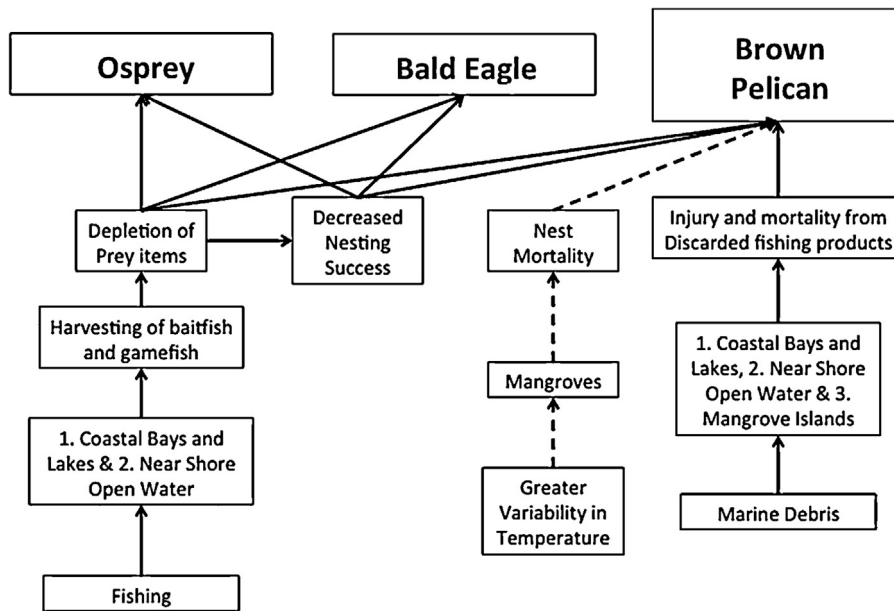 Osprey
Bald Eagle
Brown
Pelican
Depletion of
Prey items
Decreased
Nesting
Success
Nest
Mortality
Injury and mortality from
Discarded fishing products
Harvesting of baitfish
and gamefish
Mangroves
1. Coastal Bays and
Lakes, 2. Near Shore
Open Water & 3.
Mangrove Islands
1. Coastal Bays and
Lakes & 2. Near Shore
Open Water
Greater
Variability in
Temperature
Marine Debris
Fishing